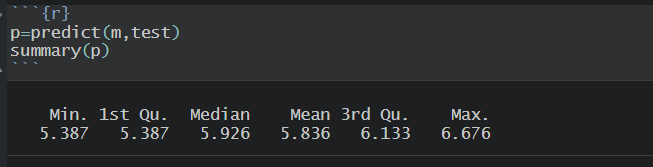 ```{r}
p=predict(m,test)
summary(p)
```
Min. 1st Qu. Median Mean 3rd Qu. Max.
5.387 5.387 5.926 5.836 6.133 6.676